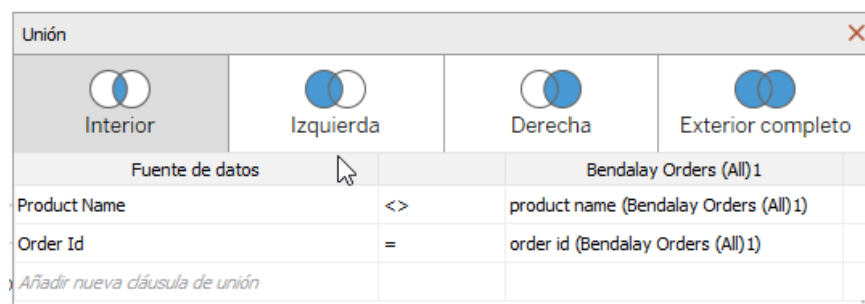 Unión
Interior Izquierda Derecha Exterior completo
Fuente de datos Bendalay Orders (All)1
Product Name <> product name (Bendalay Orders (All)1)
Order Id = order id (Bendalay Orders (All)1)
Añadir nueva cláusula de unión